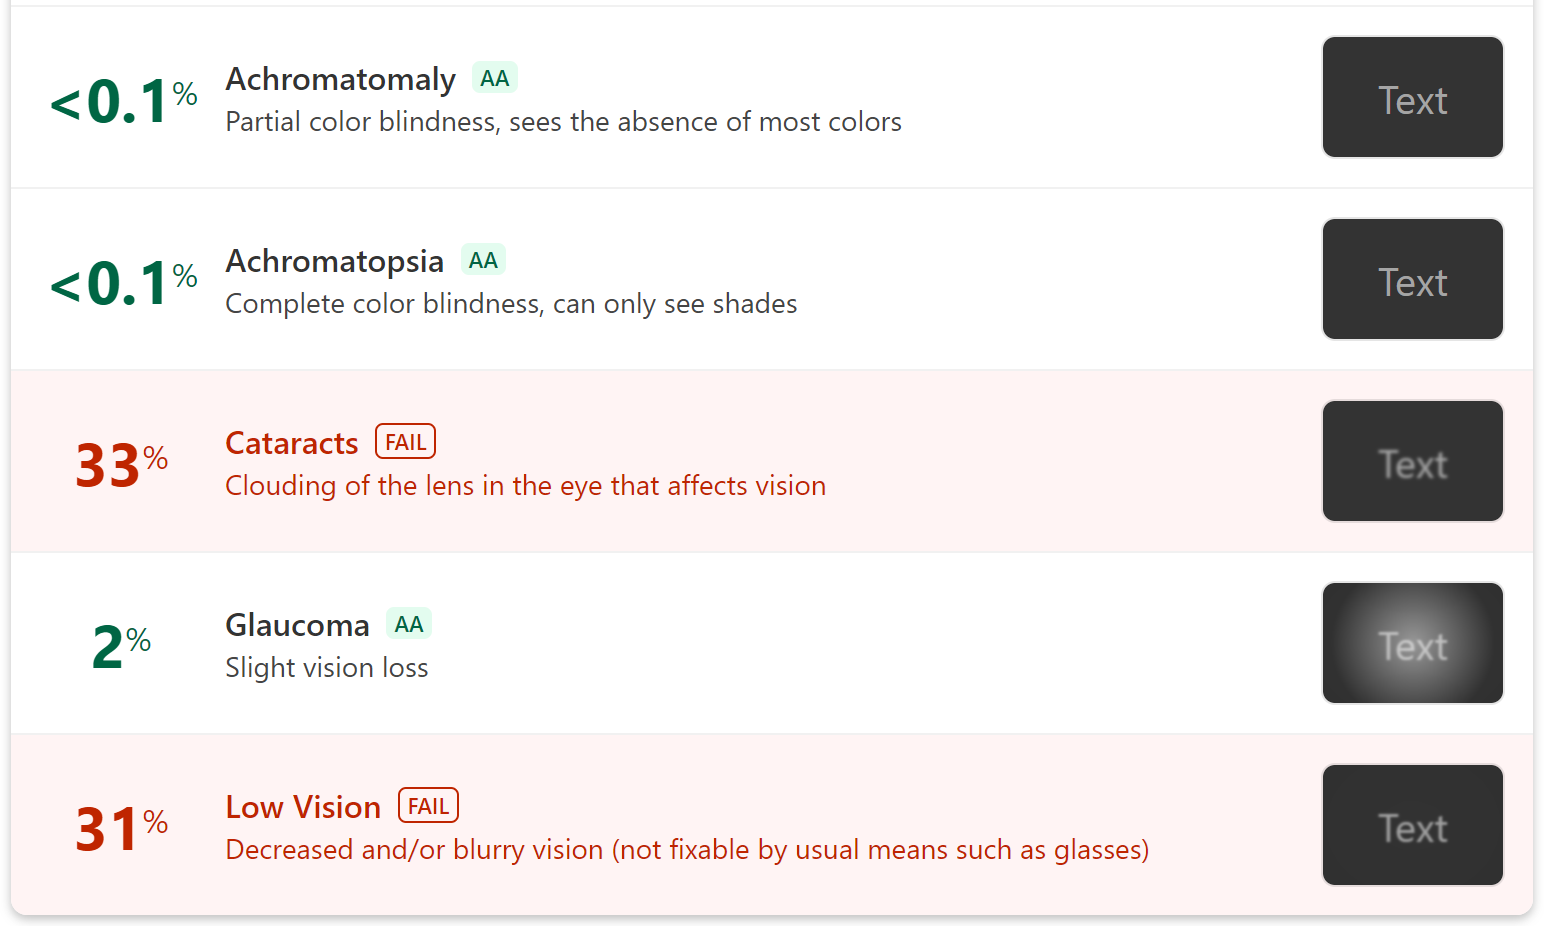 <0.1%
Achromatomaly AA
Partial color blindness, sees the absence of most colors
Text
<0.1%
Achromatopsia AA
Complete color blindness, can only see shades
Text
33%
Cataracts FAIL
Clouding of the lens in the eye that affects vision
Text
2%
Glaucoma AA
Slight vision loss
Text
31%
Low Vision FAIL
Decreased and/or blurry vision (not fixable by usual means such as glasses)
Text